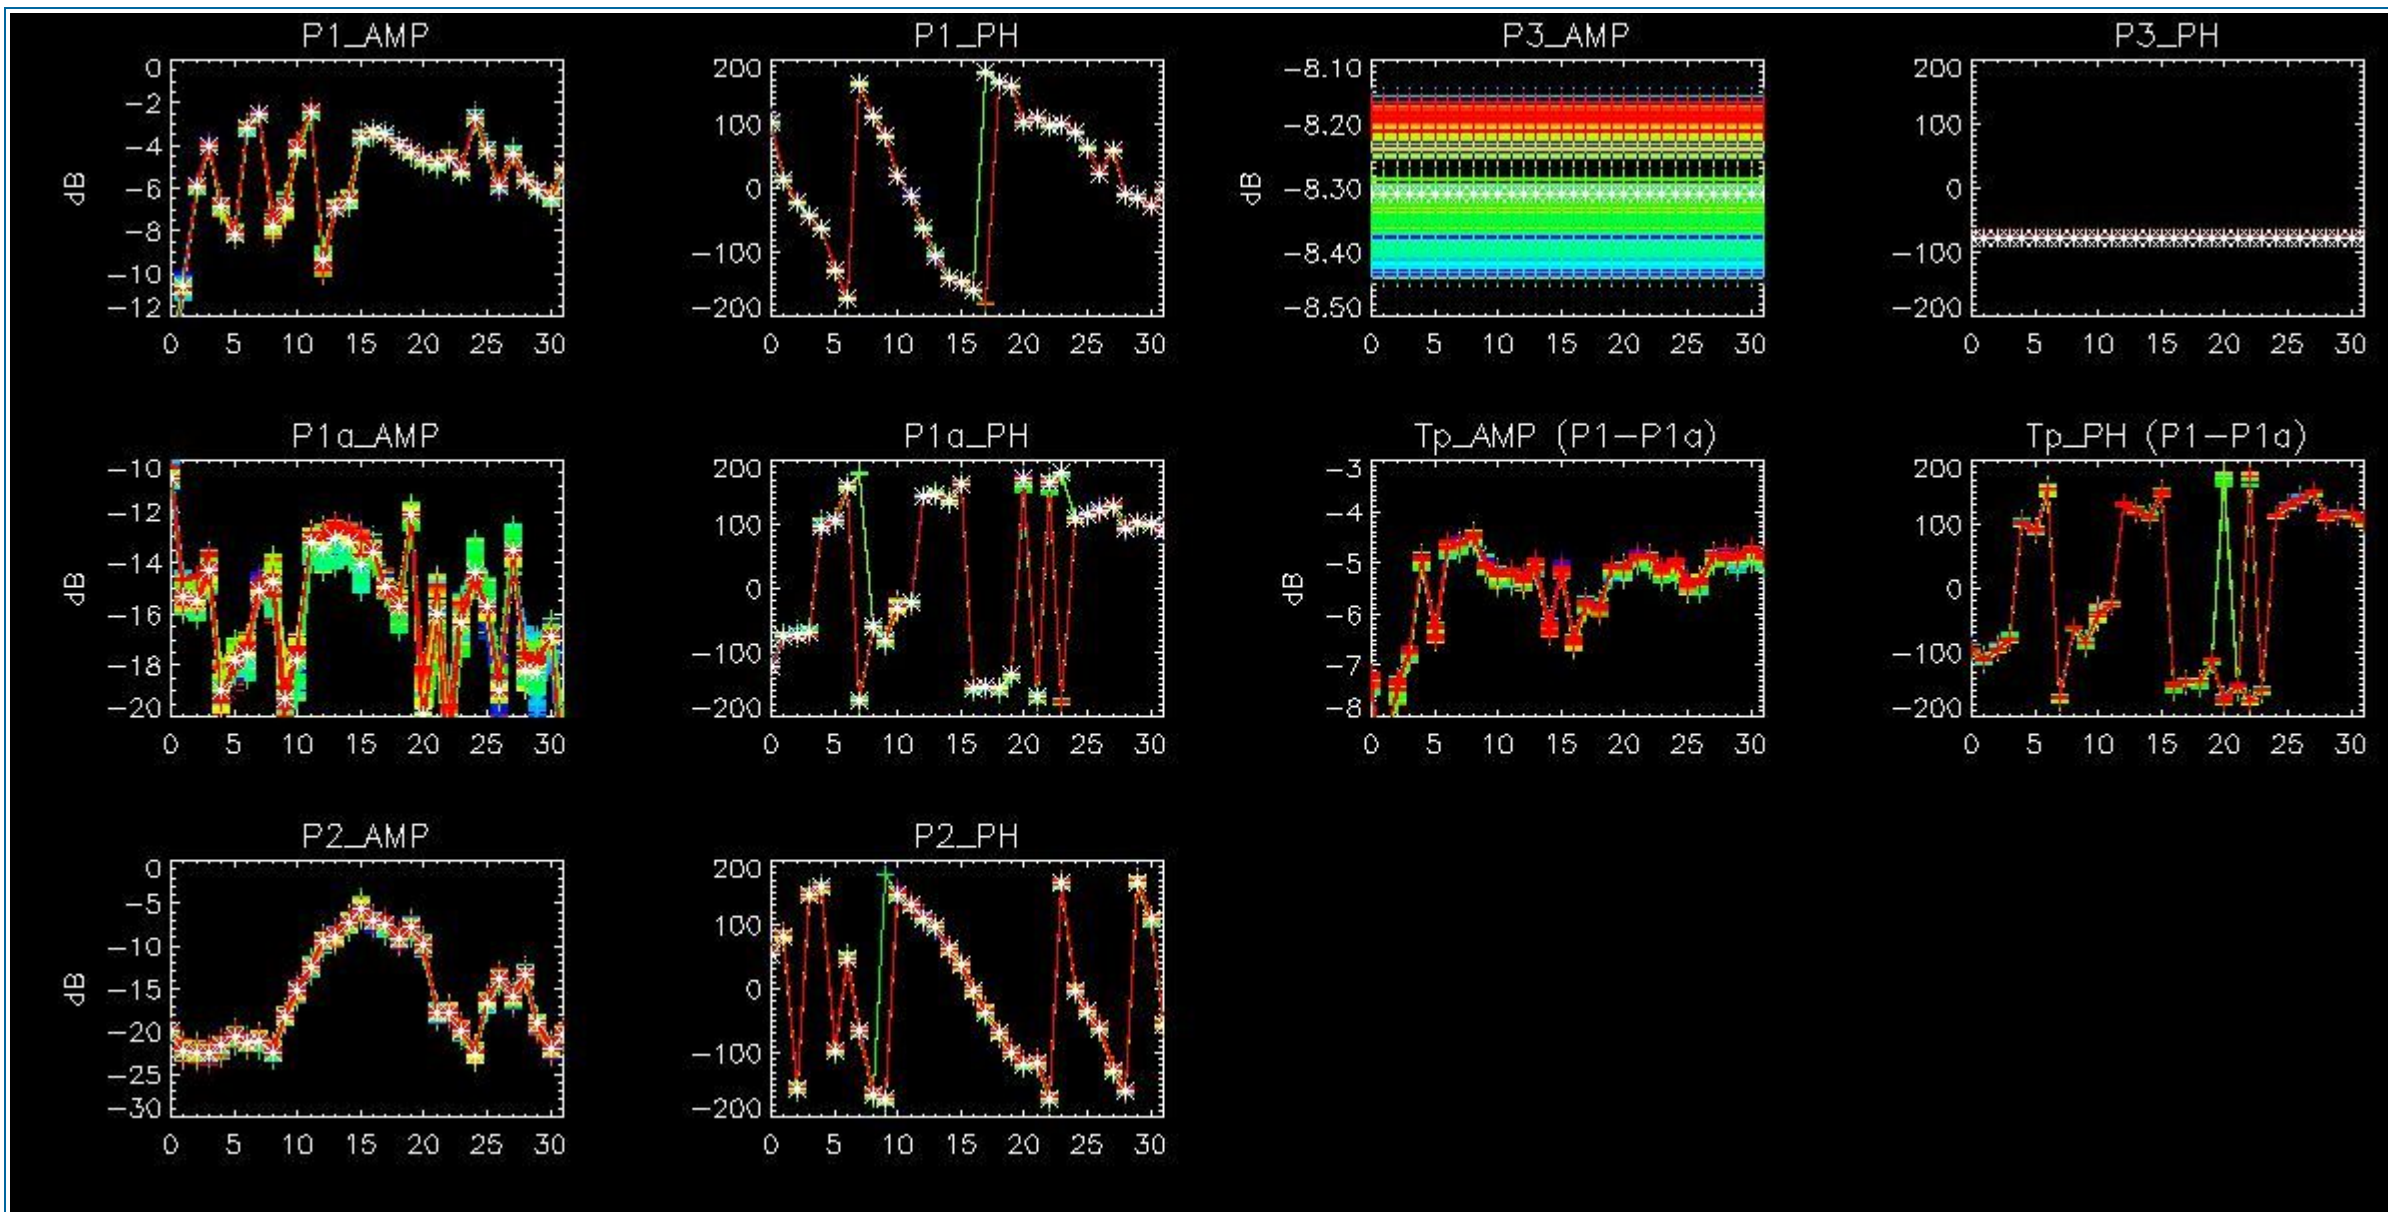 P1_AMP
P1_PH
P3_AMP
P3_PH
0
−2
−4
−6
−8
−10
−12
dB
0 5 10 15 20 25 30
200
100
0
−100
−200
0 5 10 15 20 25 30
−8.10
−8.20
−8.30
−8.40
−8.50
dB
0 5 10 15 20 25 30
200
100
0
−100
−200
0 5 10 15 20 25 30
P1a_AMP
P1a_PH
Tp_AMP (P1−P1a)
Tp_PH (P1−P1a)
−10
−12
−14
−16
−18
−20
dB
0 5 10 15 20 25 30
200
100
0
−100
−200
0 5 10 15 20 25 30
−3
−4
−5
−6
−7
−8
dB
0 5 10 15 20 25 30
200
100
0
−100
−200
0 5 10 15 20 25 30
P2_AMP
P2_PH
0
−5
−10
−15
−20
−25
−30
dB
0 5 10 15 20 25 30
200
100
0
−100
−200
0 5 10 15 20 25 30